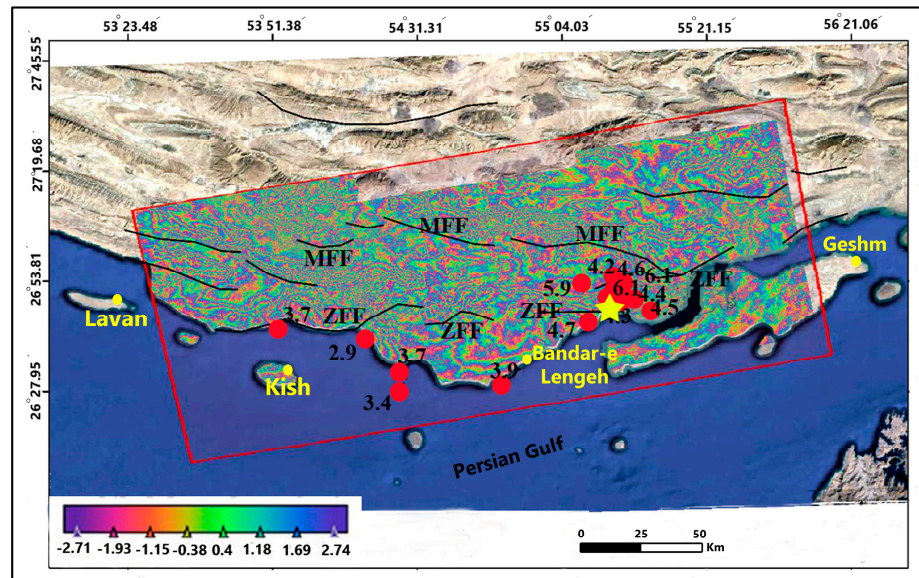 53 23.48
53 51.38
54 31.31
55 04.03
55 21.15
56 21.06
27°45.55
27°19.68
26°53.81
26°27.95
MFF
MFF
MFF
Geshm
4.2
4.6
6.1
ZFF
5.9
6.1
4.4
4.5
Lavan
3.7
ZFF
ZFF
ZFF
4.7
2.9
3.7
3.9
Bandar-e
Lengeh
Kish
3.4
Persian Gulf
-2.71
-1.93
-1.15
-0.38
0.4
1.18
1.69
2.74
0
25
50
Km